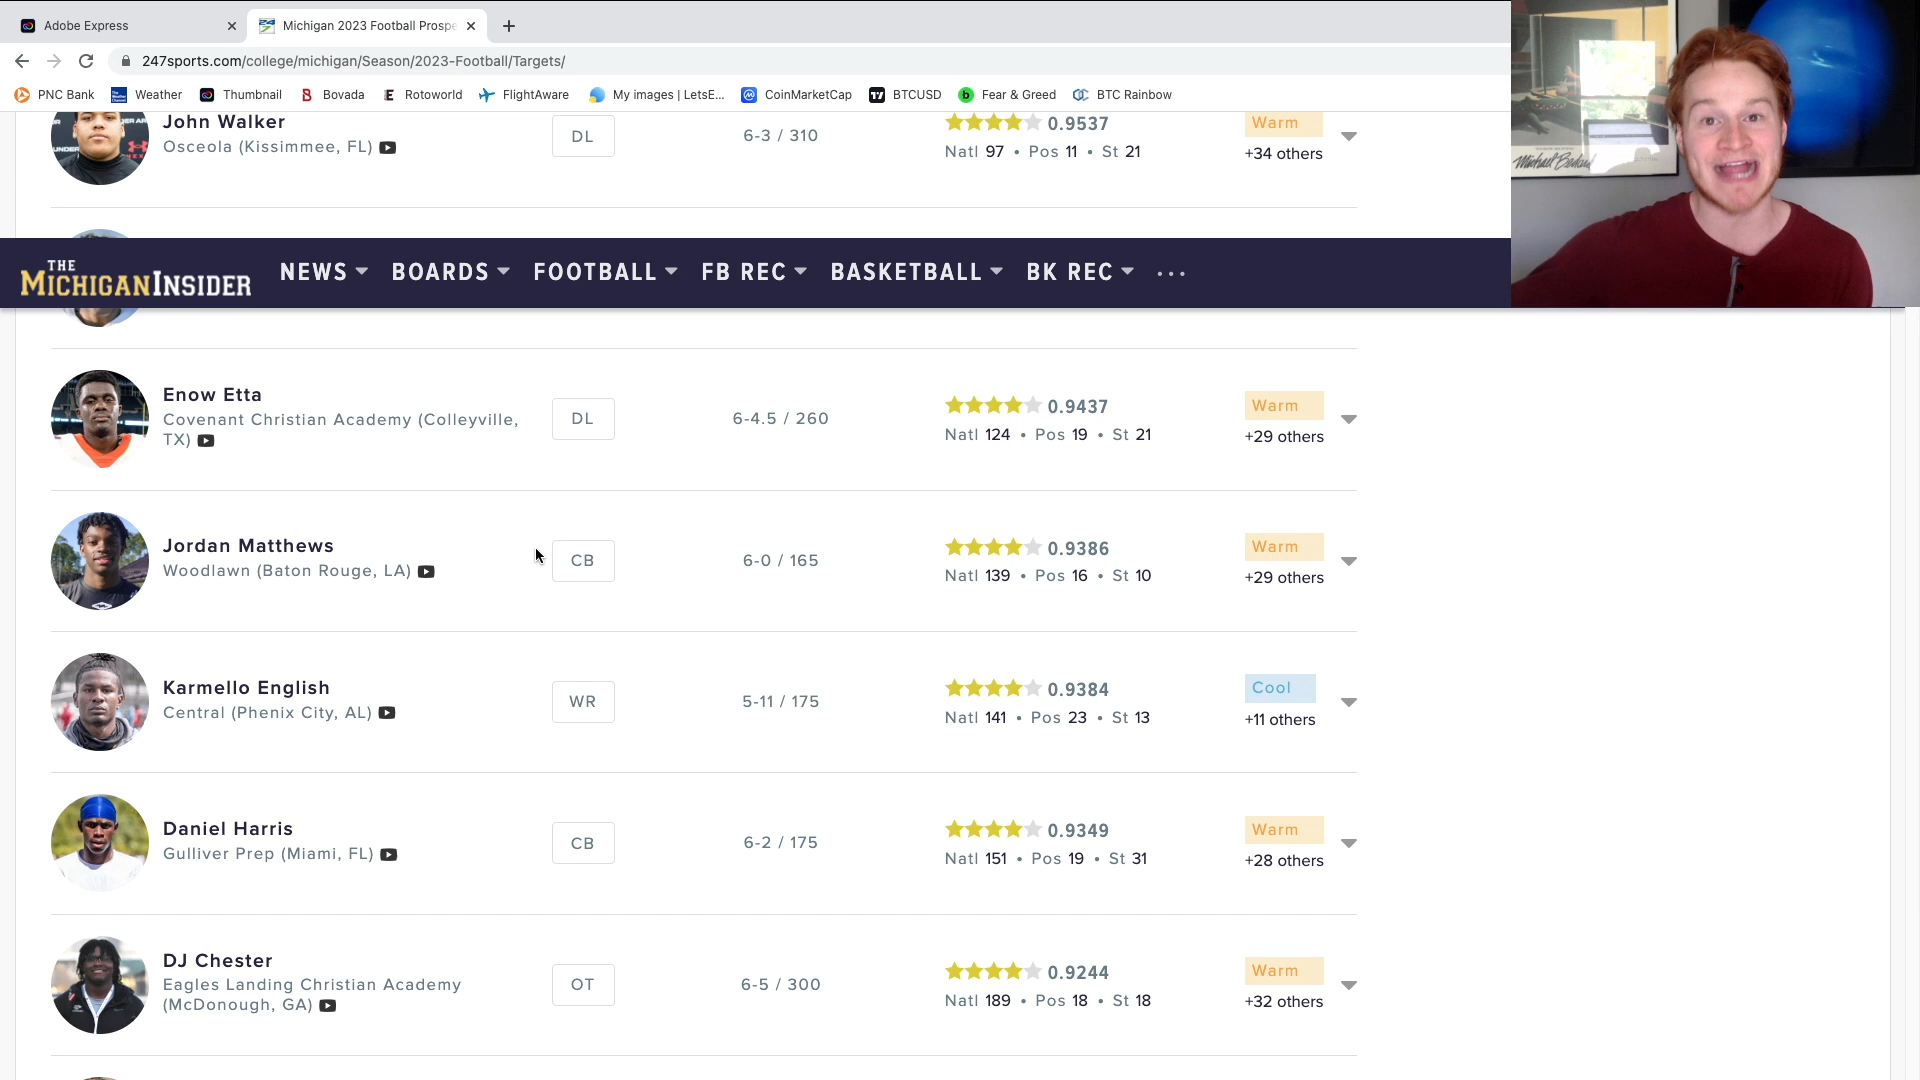 Adobe Express
Michigan 2023 Football Prospe
247sports.com/college/michigan/Season/2023-Football/Targets/
PNC Bank Weather Thumbnail Bovada Rotoworld FlightAware My images | LetsE... CoinMarketCap BTCUSD Fear & Greed BTC Rainbow
John Walker
Osceola (Kissimmee, FL)
DL
6-3 / 310
0.9537
Natl 97 • Pos 11 • St 21
Warm
+34 others
THE
MICHIGANINSIDER
NEWS BOARDS FOOTBALL FB REC BASKETBALL BK REC ...
Enow Etta
Covenant Christian Academy (Colleyville,
TX)
DL
6-4.5 / 260
0.9437
Natl 124 • Pos 19 • St 21
Warm
+29 others
Jordan Matthews
Woodlawn (Baton Rouge, LA)
CB
6-0 / 165
0.9386
Natl 139 • Pos 16 • St 10
Warm
+29 others
Karmello English
Central (Phenix City, AL)
WR
5-11 / 175
0.9384
Natl 141 • Pos 23 • St 13
Cool
+11 others
Daniel Harris
Gulliver Prep (Miami, FL)
CB
6-2 / 175
0.9349
Natl 151 • Pos 19 • St 31
Warm
+28 others
DJ Chester
Eagles Landing Christian Academy
(McDonough, GA)
OT
6-5 / 300
0.9244
Natl 189 • Pos 18 • St 18
Warm
+32 others